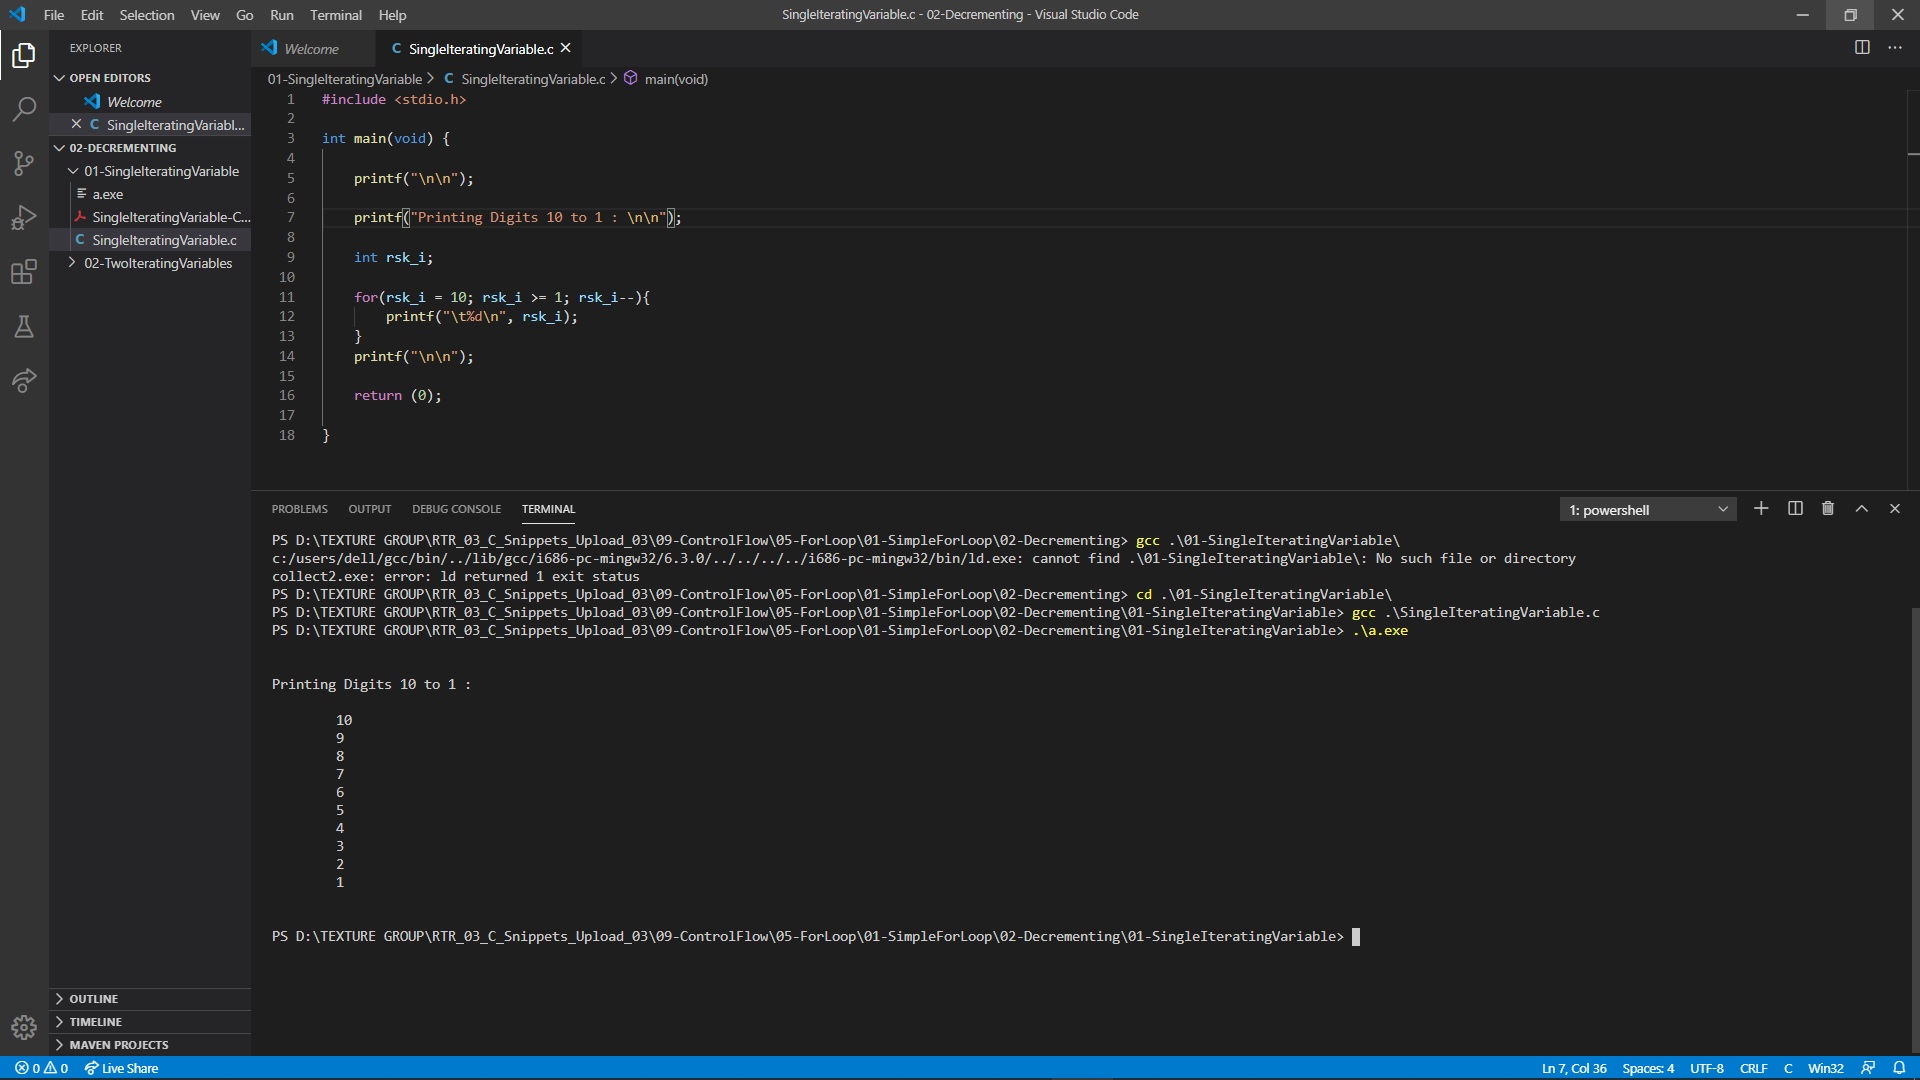 File Edit Selection View Go Run Terminal Help
SingleIteratingVariable.c - 02-Decrementing - Visual Studio Code
EXPLORER
OPEN EDITORS
Welcome
C SingleIteratingVariabl...
02-DECREMENTING
01-SingleIteratingVariable
a.exe
SingleIteratingVariable-C...
C SingleIteratingVariable.c
02-TwoIteratingVariables
OUTLINE
TIMELINE
MAVEN PROJECTS
Welcome
C SingleIteratingVariable.c
01-SingleIteratingVariable > C SingleIteratingVariable.c > main(void)
1 #include <stdio.h>
2
3 int main(void) {
4
5 printf("\n\n");
6
7 printf("Printing Digits 10 to 1 : \n\n");
8
9 int rsk_i;
10
11 for(rsk_i = 10; rsk_i >= 1; rsk_i--){
12 printf("\t%d\n", rsk_i);
13 }
14 printf("\n\n");
15
16 return (0);
17
18 }
PROBLEMS OUTPUT DEBUG CONSOLE TERMINAL
1: powershell
PS D:\TEXTURE GROUP\RTR_03_C_Snippets_Upload_03\09-ControlFlow\05-ForLoop\01-SimpleForLoop\02-Decrementing> gcc .\01-SingleIteratingVariable\
c:/users/dell/gcc/bin/../lib/gcc/i686-pc-mingw32/6.3.0/../../../../i686-pc-mingw32/bin/ld.exe: cannot find .\01-SingleIteratingVariable\: No such file or directory
collect2.exe: error: ld returned 1 exit status
PS D:\TEXTURE GROUP\RTR_03_C_Snippets_Upload_03\09-ControlFlow\05-ForLoop\01-SimpleForLoop\02-Decrementing> cd .\01-SingleIteratingVariable\
PS D:\TEXTURE GROUP\RTR_03_C_Snippets_Upload_03\09-ControlFlow\05-ForLoop\01-SimpleForLoop\02-Decrementing\01-SingleIteratingVariable> gcc .\SingleIteratingVariable.c
PS D:\TEXTURE GROUP\RTR_03_C_Snippets_Upload_03\09-ControlFlow\05-ForLoop\01-SimpleForLoop\02-Decrementing\01-SingleIteratingVariable> .\a.exe
Printing Digits 10 to 1 :
10
9
8
7
6
5
4
3
2
1
PS D:\TEXTURE GROUP\RTR_03_C_Snippets_Upload_03\09-ControlFlow\05-ForLoop\01-SimpleForLoop\02-Decrementing\01-SingleIteratingVariable>
0 0 Live Share
Ln 7, Col 36 Spaces: 4 UTF-8 CRLF C Win32